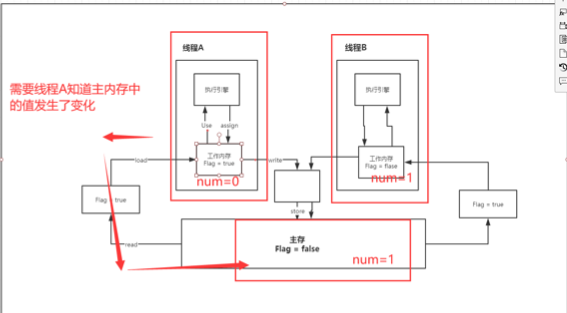 线程A
线程B
需要线程A知道主内存中
的值发生了变化
执行引擎
执行引擎
Use
assign
工作内存
Flag = true
工作内存
Flag = flase
load
write
num=0
num=1
Flag = true
store
Flag = true
主存
Flag = false
read
num=1